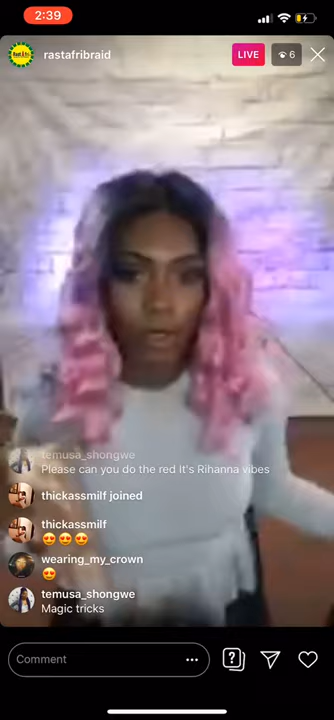 2:39
rastafribraid
LIVE
6
temusa_shongwe
Please can you do the red It's Rihanna vibes
thickassmilf joined
thickassmilf
wearing_my_crown
temusa_shongwe
Magic tricks
Comment